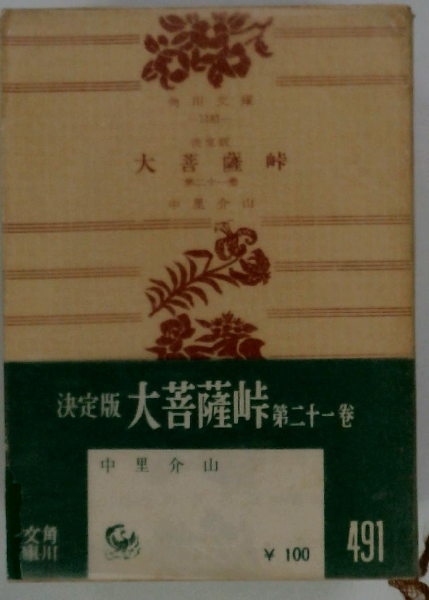 角川文庫
決定版
大菩薩峠
第二十一巻
中里介山
決定版 大菩薩峠 第二十一巻
中里介山
角川文庫
¥ 100
491